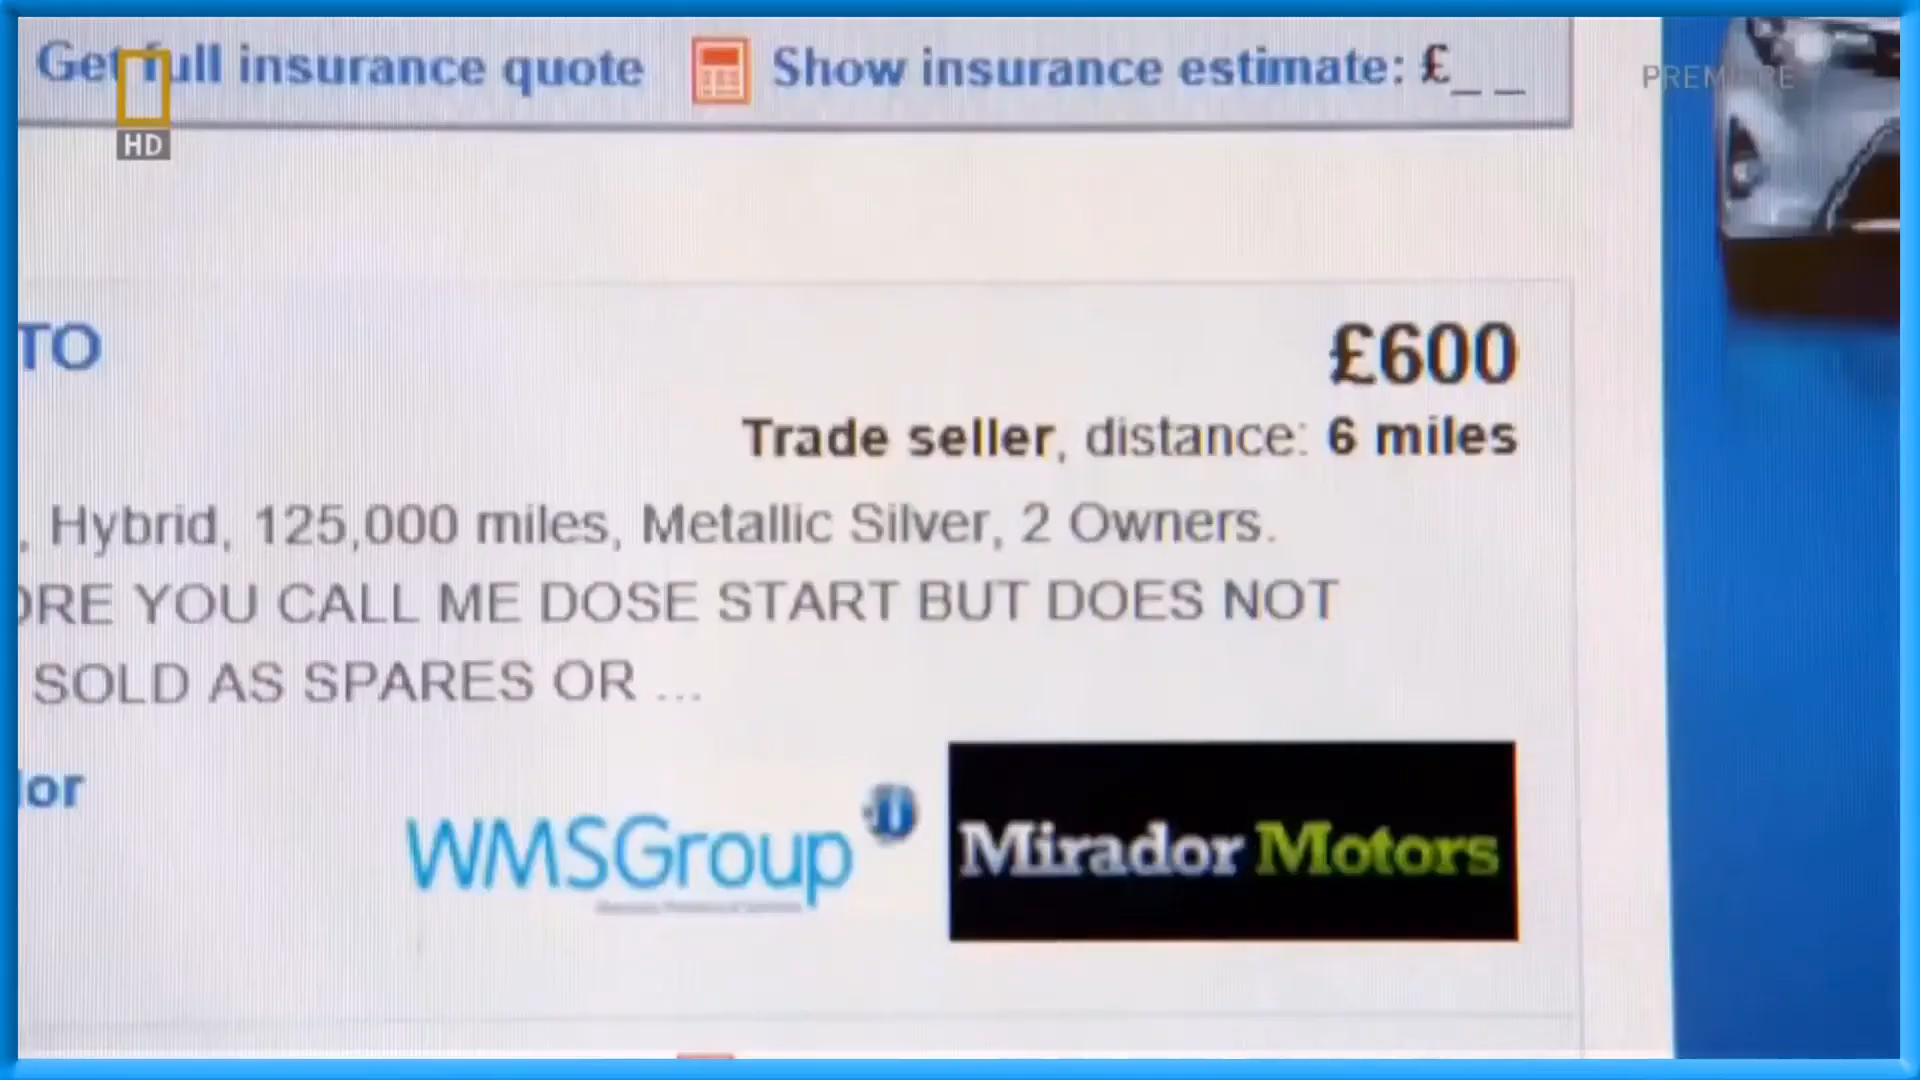 Get full insurance quote
Show insurance estimate: £_ _
PREMIERE
HD
TO
£600
Trade seller, distance: 6 miles
, Hybrid, 125,000 miles, Metallic Silver, 2 Owners.
ORE YOU CALL ME DOSE START BUT DOES NOT
SOLD AS SPARES OR ...
lor
WMSGroup
Mirador Motors